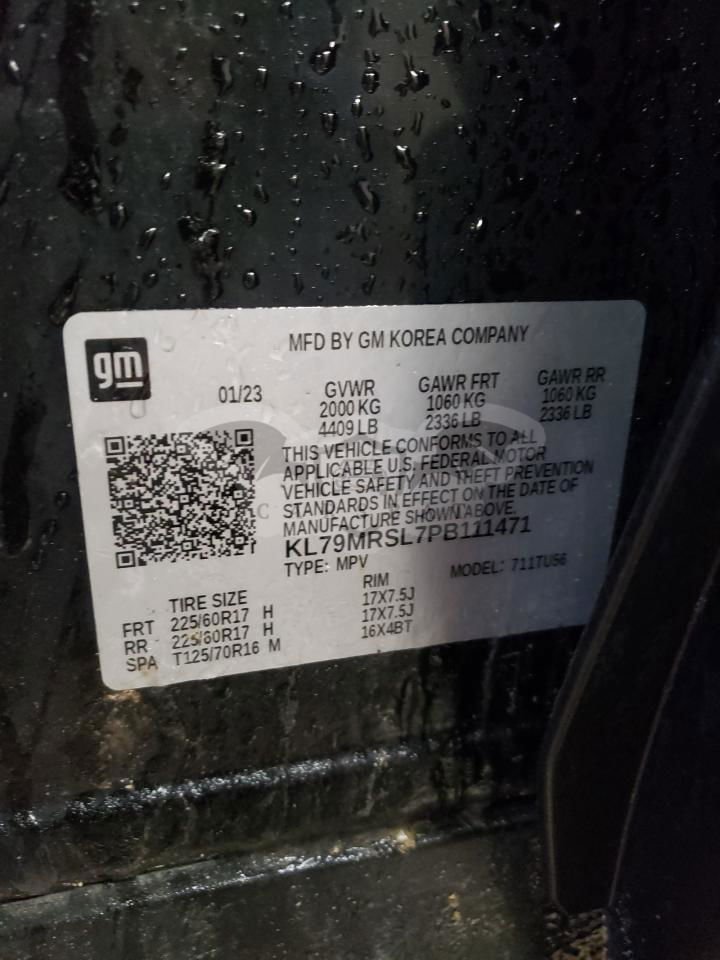 gm
MFD BY GM KOREA COMPANY
01/23
GVWR
2000 KG
4409 LB
GAWR FRT
1060 KG
2336 LB
GAWR RR
1060 KG
2336 LB
THIS VEHICLE CONFORMS TO ALL
APPLICABLE U.S. FEDERAL MOTOR
VEHICLE SAFETY AND THEFT PREVENTION
STANDARDS IN EFFECT ON THE DATE OF
MANUFACTURE SHOWN ABOVE.
KL79MRSL7PB111471
TYPE: MPV MODEL: 711TU56
TIRE SIZE RIM
FRT 225/60R17 H 17X7.5J
RR 225/60R17 H 17X7.5J
SPA T125/70R16 M 16X4BT